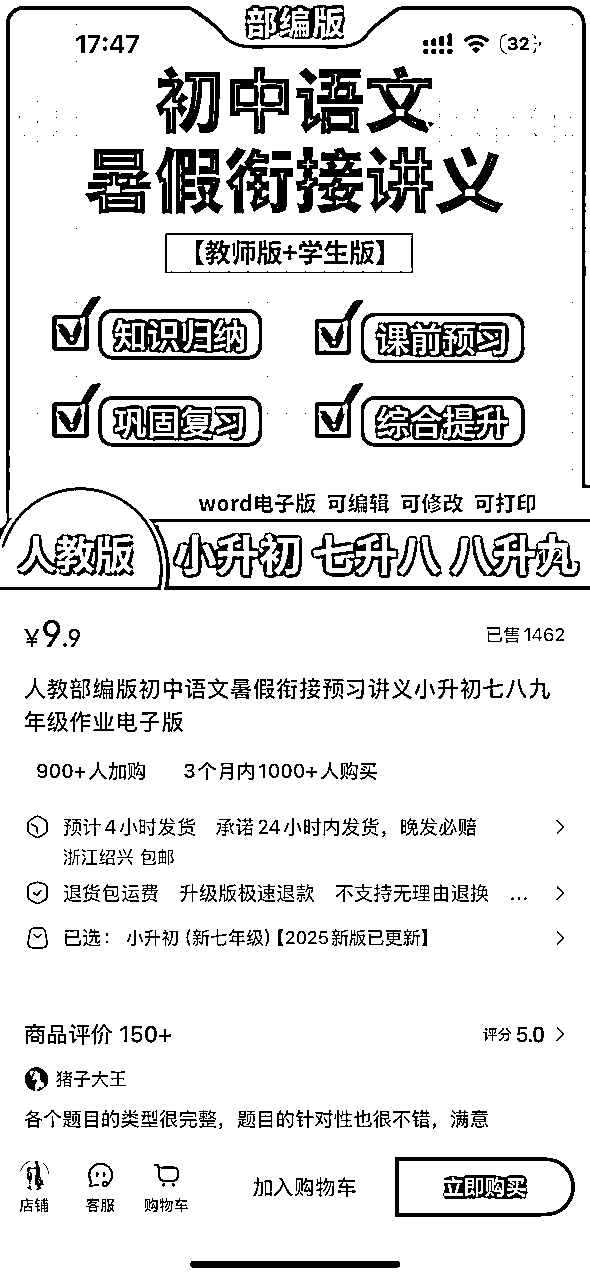 部编版
17:47
32
初中语文
暑假衔接讲义
【教师版+学生版】
知识归纳 课前预习
巩固复习 综合提升
word电子版 可编辑 可修改 可打印
人教版 小升初 七升八 八升九
¥9.9 已售1462
人教部编版初中语文暑假衔接预习讲义小升初七八九
年级作业电子版
900+人加购 3个月内1000+人购买
预计4小时发货 承诺24小时内发货，晚发必赔
浙江绍兴 包邮
退货包运费 升级版极速退款 不支持无理由退换 ...
已选： 小升初（新七年级）【2025新版已更新】
商品评价 150+ 评分 5.0
猪子大王
各个题目的类型很完整，题目的针对性也很不错，满意
店铺 客服 购物车 加入购物车 立即购买